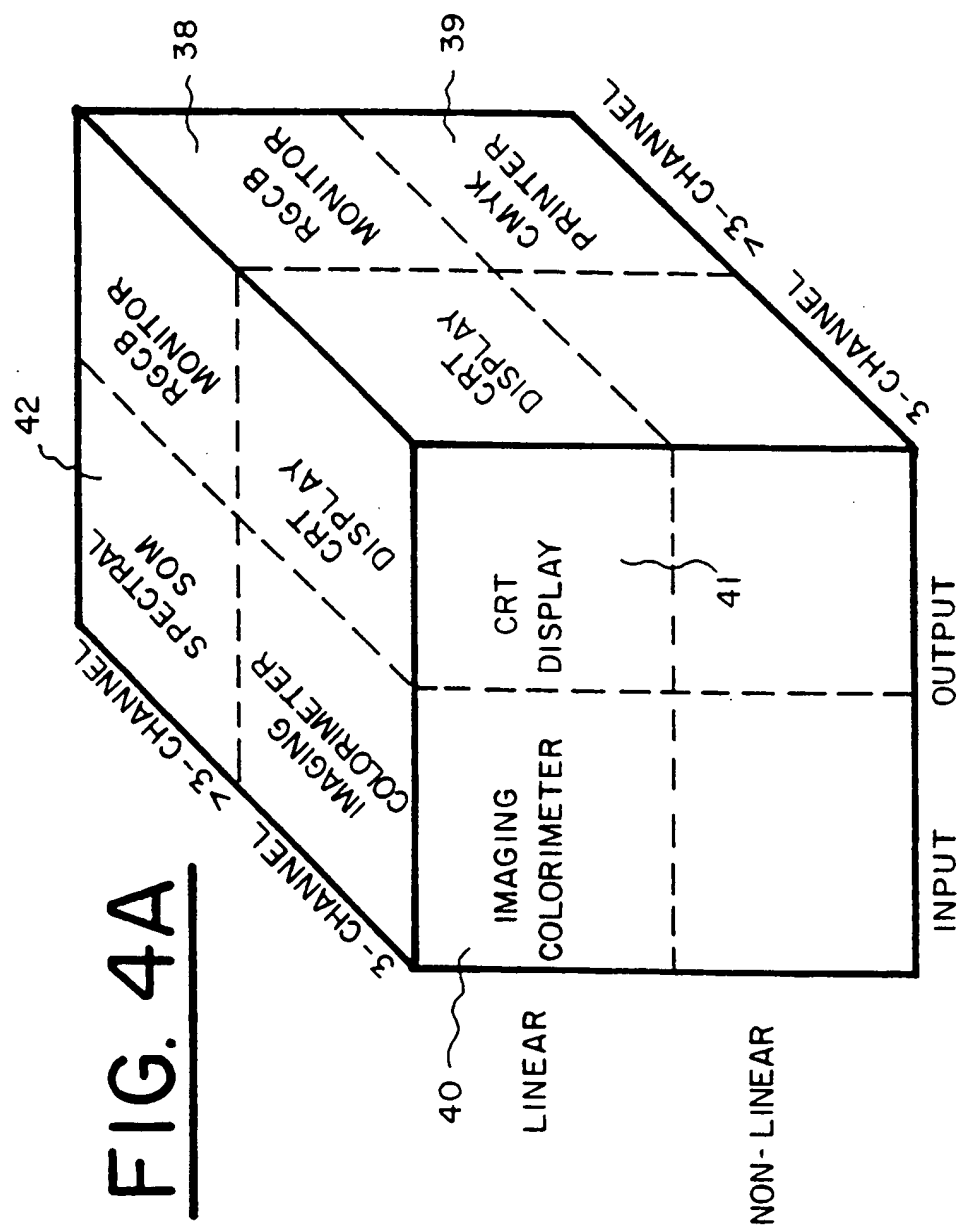 FIG. 4A
42
38
39
40
41
3-CHANNEL
>3-CHANNEL
SPECTRAL
SOM
RGCB
MONITOR
IMAGING
COLORIMETER
CRT
DISPLAY
RGCB
MONITOR
CMYK
PRINTER
CRT
DISPLAY
3-CHANNEL
>3-CHANNEL
LINEAR
NON-LINEAR
IMAGING
COLORIMETER
CRT
DISPLAY
INPUT
OUTPUT